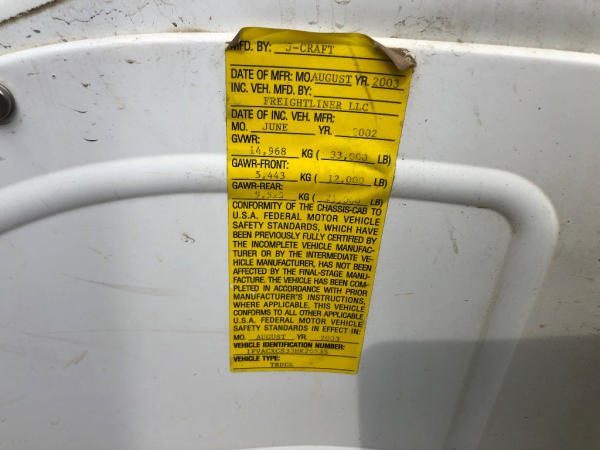 MFD. BY: J-CRAFT
DATE OF MFR: MO. AUGUST YR. 2003
INC. VEH. MFD. BY:
FREIGHTLINER LLC
DATE OF INC. VEH. MFR:
MO. JUNE YR. 2002
GVWR:
14,968 KG ( 33,000 LB)
GAWR-FRONT:
5,443 KG ( 12,000 LB)
GAWR-REAR:
KG ( LB)
CONFORMITY OF THE CHASSIS-CAB TO
U.S.A. FEDERAL MOTOR VEHICLE
SAFETY STANDARDS, WHICH HAVE
BEEN PREVIOUSLY FULLY CERTIFIED BY
THE INCOMPLETE VEHICLE MANUFAC-
TURER OR BY THE INTERMEDIATE VE-
HICLE MANUFACTURER, HAS NOT BEEN
AFFECTED BY THE FINAL-STAGE MANU-
FACTURE. THE VEHICLE HAS BEEN COM-
PLETED IN ACCORDANCE WITH PRIOR
MANUFACTURER'S INSTRUCTIONS,
WHERE APPLICABLE. THIS VEHICLE
CONFORMS TO ALL OTHER APPLICABLE
U.S.A. FEDERAL MOTOR VEHICLE
SAFETY STANDARDS IN EFFECT IN:
MO. AUGUST YR. 2003
VEHICLE IDENTIFICATION NUMBER:
VEHICLE TYPE:
TRUCK